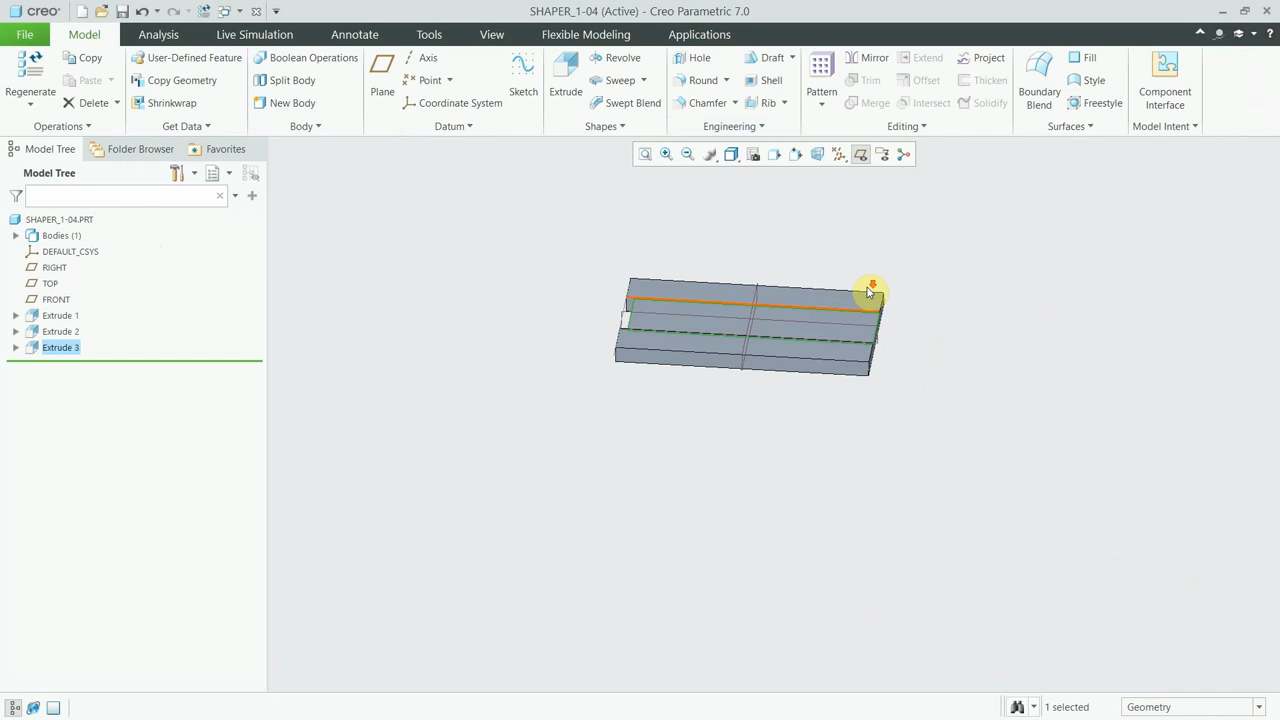 creo
SHAPER_1-04 (Active) - Creo Parametric 7.0
File Model Analysis Live Simulation Annotate Tools View Flexible Modeling Applications
Regenerate Copy Paste Delete
User-Defined Feature Copy Geometry Shrinkwrap
Boolean Operations Split Body New Body
Plane Axis Point Coordinate System Sketch
Extrude Revolve Sweep Swept Blend
Hole Round Chamfer Draft Shell Rib
Pattern Mirror Trim Merge Extend Offset Intersect Project Thicken Solidify
Boundary Blend Fill Style Freestyle
Component Interface
Operations Get Data Body Datum Shapes Engineering Editing Surfaces Model Intent
Model Tree Folder Browser Favorites
Model Tree
SHAPER_1-04.PRT
Bodies (1)
DEFAULT_CSYS
RIGHT
TOP
FRONT
Extrude 1
Extrude 2
Extrude 3
1 selected Geometry